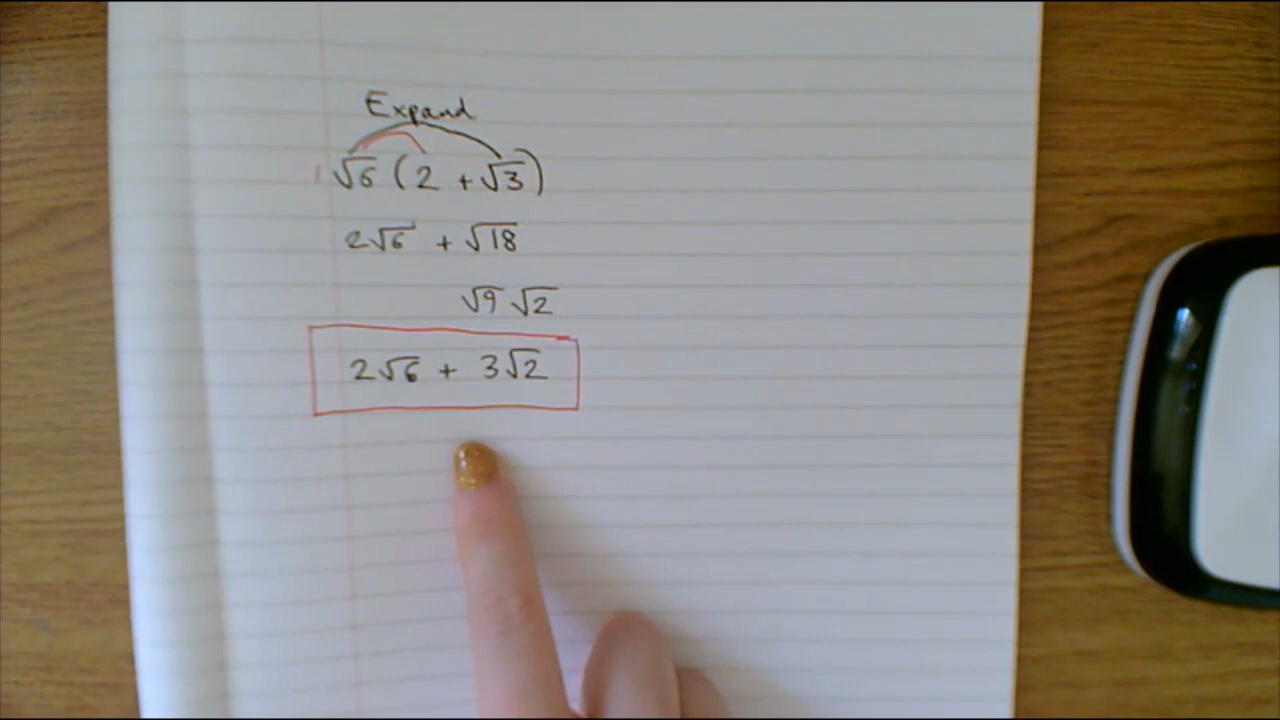 Expand
√6 (2 + √3)
2√6 + √18
√9 √2
2√6 + 3√2